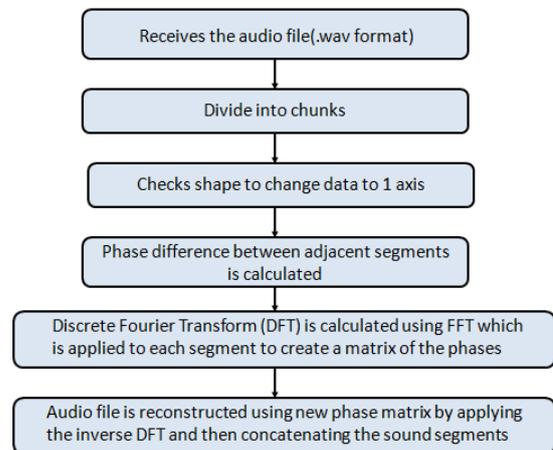 Receives the audio file(.wav format)
Divide into chunks
Checks shape to change data to 1 axis
Phase difference between adjacent segments
is calculated
Discrete Fourier Transform (DFT) is calculated using FFT which
is applied to each segment to create a matrix of the phases
Audio file is reconstructed using new phase matrix by applying
the inverse DFT and then concatenating the sound segments